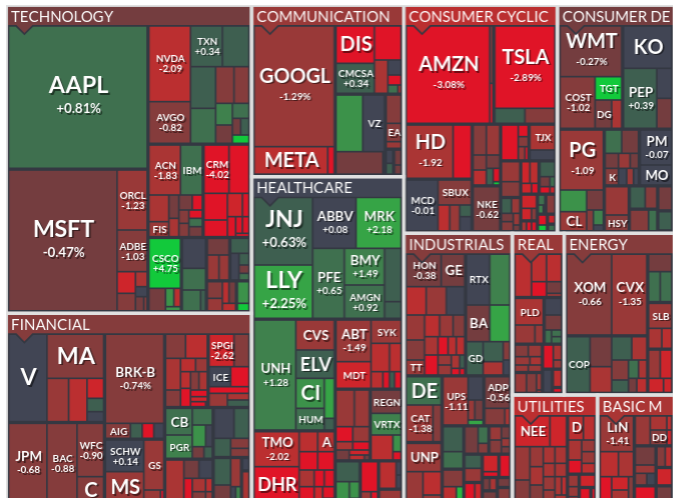 TECHNOLOGY
AAPL
+0.81%
MSFT
-0.47%
NVDA
-2.09
TXN
+0.34
AVGO
-0.82
ACN
-1.83
IBM
CRM
-4.02
ORCL
-1.23
FIS
ADBE
-1.03
CSCO
+4.75
COMMUNICATION
GOOGL
-1.29%
DIS
CMCSA
+0.34
VZ
EA
META
CONSUMER CYCLIC
AMZN
-3.08%
TSLA
-2.89%
HD
-1.92
TJX
MCD
-0.01
SBUX
NKE
-0.62
CONSUMER DE
WMT
-0.27%
KO
COST
-1.02
TGT
DG
PEP
+0.39
PG
-1.09
PM
-0.07
K
MO
CL
HSY
HEALTHCARE
JNJ
+0.63%
ABBV
+0.08
MRK
+2.18
LLY
+2.25%
PFE
+0.65
BMY
+1.49
AMGN
+0.92
UNH
+1.28
CVS
ABT
-1.49
SYK
ELV
MDT
CI
REGN
HUM
VRTX
TMO
-2.02
A
DHR
FINANCIAL
V
MA
BRK-B
-0.74%
SPGI
-2.62
ICE
JPM
-0.68
BAC
-0.88
WFC
-0.90
AIG
CB
SCHW
+0.14
GS
PGR
C
MS
INDUSTRIALS
HON
-0.38
GE
RTX
BA
TT
GD
DE
UPS
-1.11
ADP
-0.56
CAT
-1.38
UNP
REAL
PLD
ENERGY
XOM
-0.66
CVX
-1.35
SLB
COP
UTILITIES
NEE
D
BASIC M
LIN
-1.41
DD